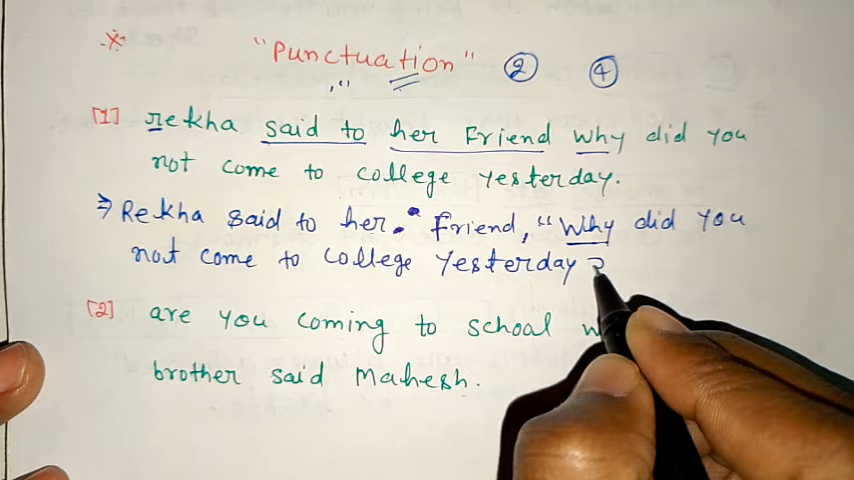 "Punctuation" ② ④
, " "
[1] rekha said to her Friend why did you
not come to college yesterday.
⇒ Rekha said to her. Friend, "Why did you
not come to college yesterday ?
[2] are you coming to schoal
brother said Mahesh.